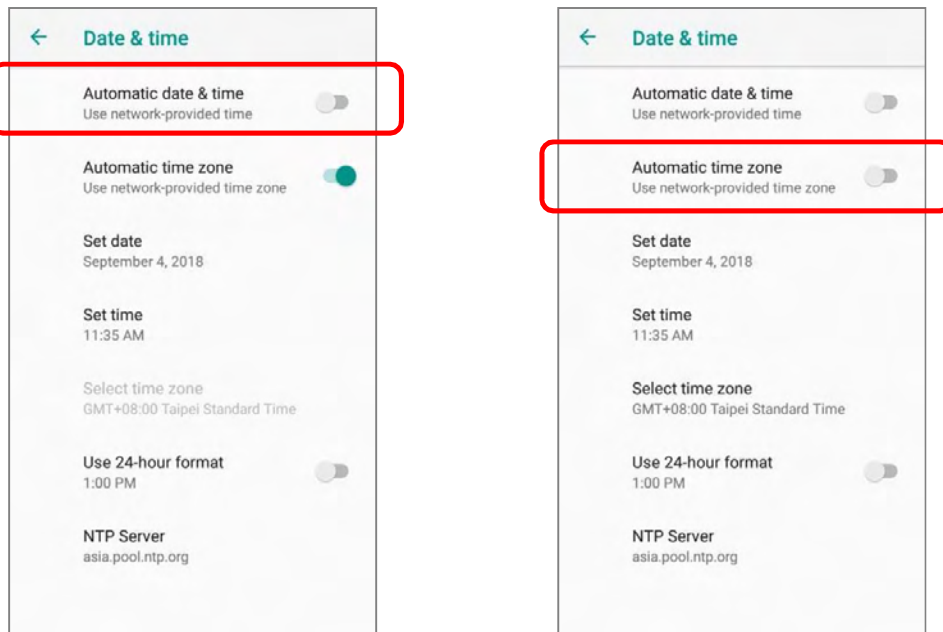 Date & time
Automatic date & time
Use network-provided time
Automatic time zone
Use network-provided time zone
Set date
September 4, 2018
Set time
11:35 AM
Select time zone
GMT+08:00 Taipei Standard Time
Use 24-hour format
1:00 PM
NTP Server
asia.pool.ntp.org
Date & time
Automatic date & time
Use network-provided time
Automatic time zone
Use network-provided time zone
Set date
September 4, 2018
Set time
11:35 AM
Select time zone
GMT+08:00 Taipei Standard Time
Use 24-hour format
1:00 PM
NTP Server
asia.pool.ntp.org